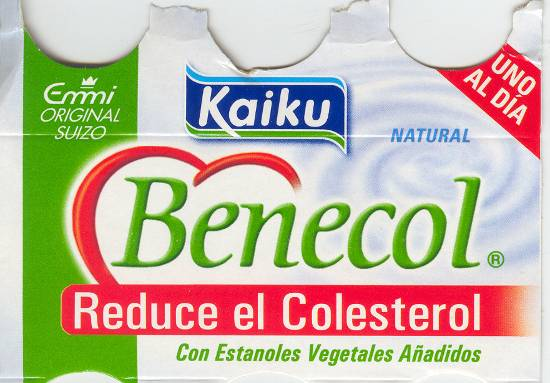 Emmi
ORIGINAL
SUIZO
Kaiku
UNO
AL DÍA
NATURAL
Benecol®
Reduce el Colesterol
Con Estanoles Vegetales Añadidos